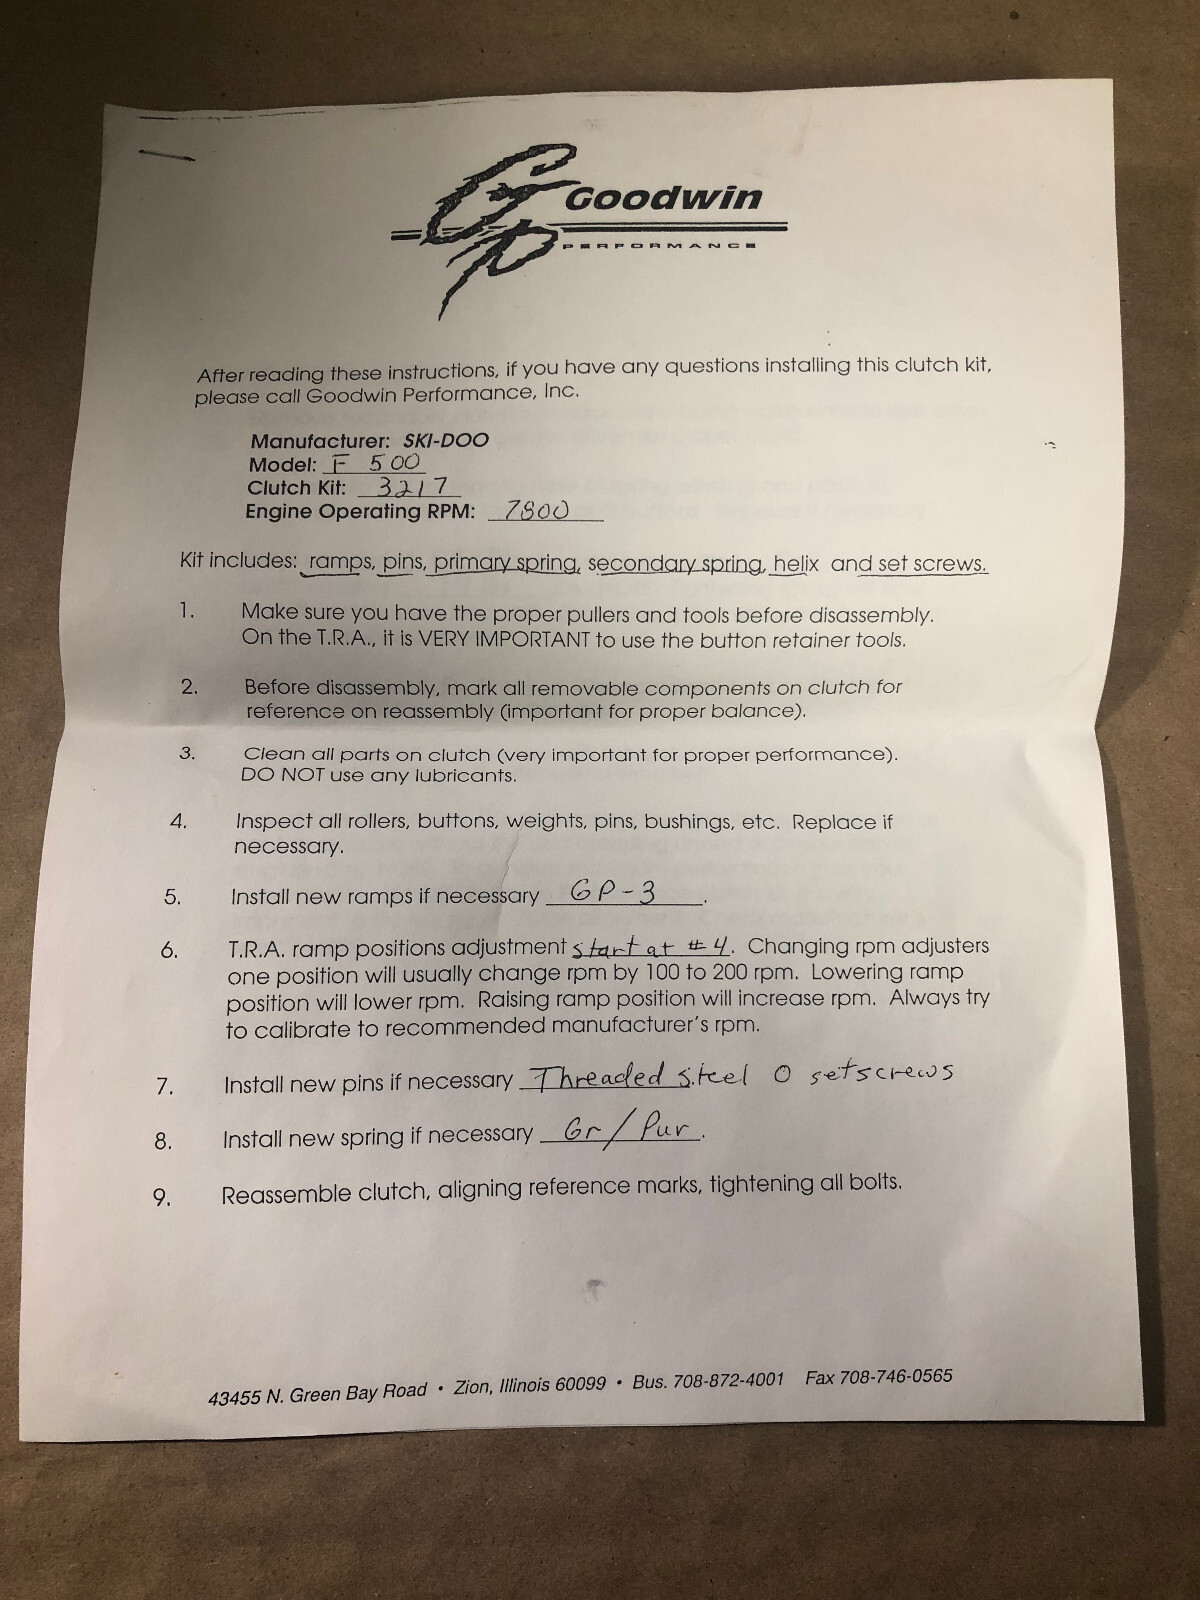 GP Goodwin
PERFORMANCE
After reading these instructions, if you have any questions installing this clutch kit,
please call Goodwin Performance, Inc.
Manufacturer: SKI-DOO
Model: F 500
Clutch Kit: 3217
Engine Operating RPM: 7800
Kit includes: ramps, pins, primary spring, secondary spring, helix and set screws.
1. Make sure you have the proper pullers and tools before disassembly.
On the T.R.A., it is VERY IMPORTANT to use the button retainer tools.
2. Before disassembly, mark all removable components on clutch for
reference on reassembly (important for proper balance).
3. Clean all parts on clutch (very important for proper performance).
DO NOT use any lubricants.
4. Inspect all rollers, buttons, weights, pins, bushings, etc. Replace if
necessary.
5. Install new ramps if necessary GP-3.
6. T.R.A. ramp positions adjustment start at #4. Changing rpm adjusters
one position will usually change rpm by 100 to 200 rpm. Lowering ramp
position will lower rpm. Raising ramp position will increase rpm. Always try
to calibrate to recommended manufacturer's rpm.
7. Install new pins if necessary Threaded steel 0 setscrews
8. Install new spring if necessary Gr/Pur.
9. Reassemble clutch, aligning reference marks, tightening all bolts.
43455 N. Green Bay Road • Zion, Illinois 60099 • Bus. 708-872-4001 Fax 708-746-0565